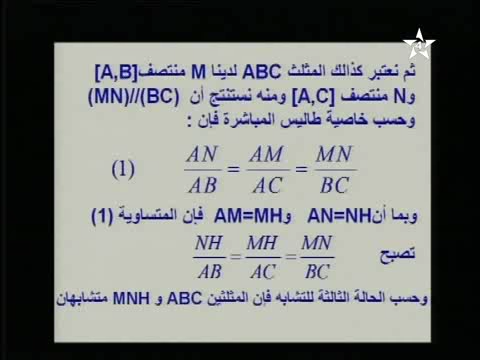 ثم نعتبر كذالك المثلث ABC لدينا M منتصف[A,B]
وN منتصف [A,C] ومنه نستنتج أن (MN)//(BC)
وحسب خاصية طاليس المباشرة فإن :
(1) AN/AB = AM/AC = MN/BC
وبما أنAN=NH وAM=MH فإن المتساوية (1)
تصبح NH/AB = MH/AC = MN/BC
وحسب الحالة الثالثة للتشابه فإن المثلثين ABC و MNH متشابهان